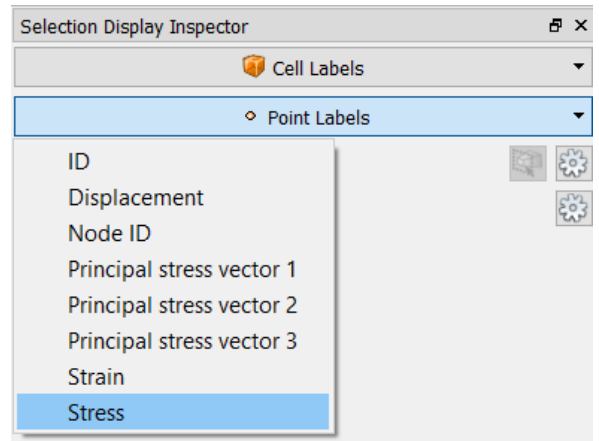 Selection Display Inspector
Cell Labels
Point Labels
ID
Displacement
Node ID
Principal stress vector 1
Principal stress vector 2
Principal stress vector 3
Strain
Stress